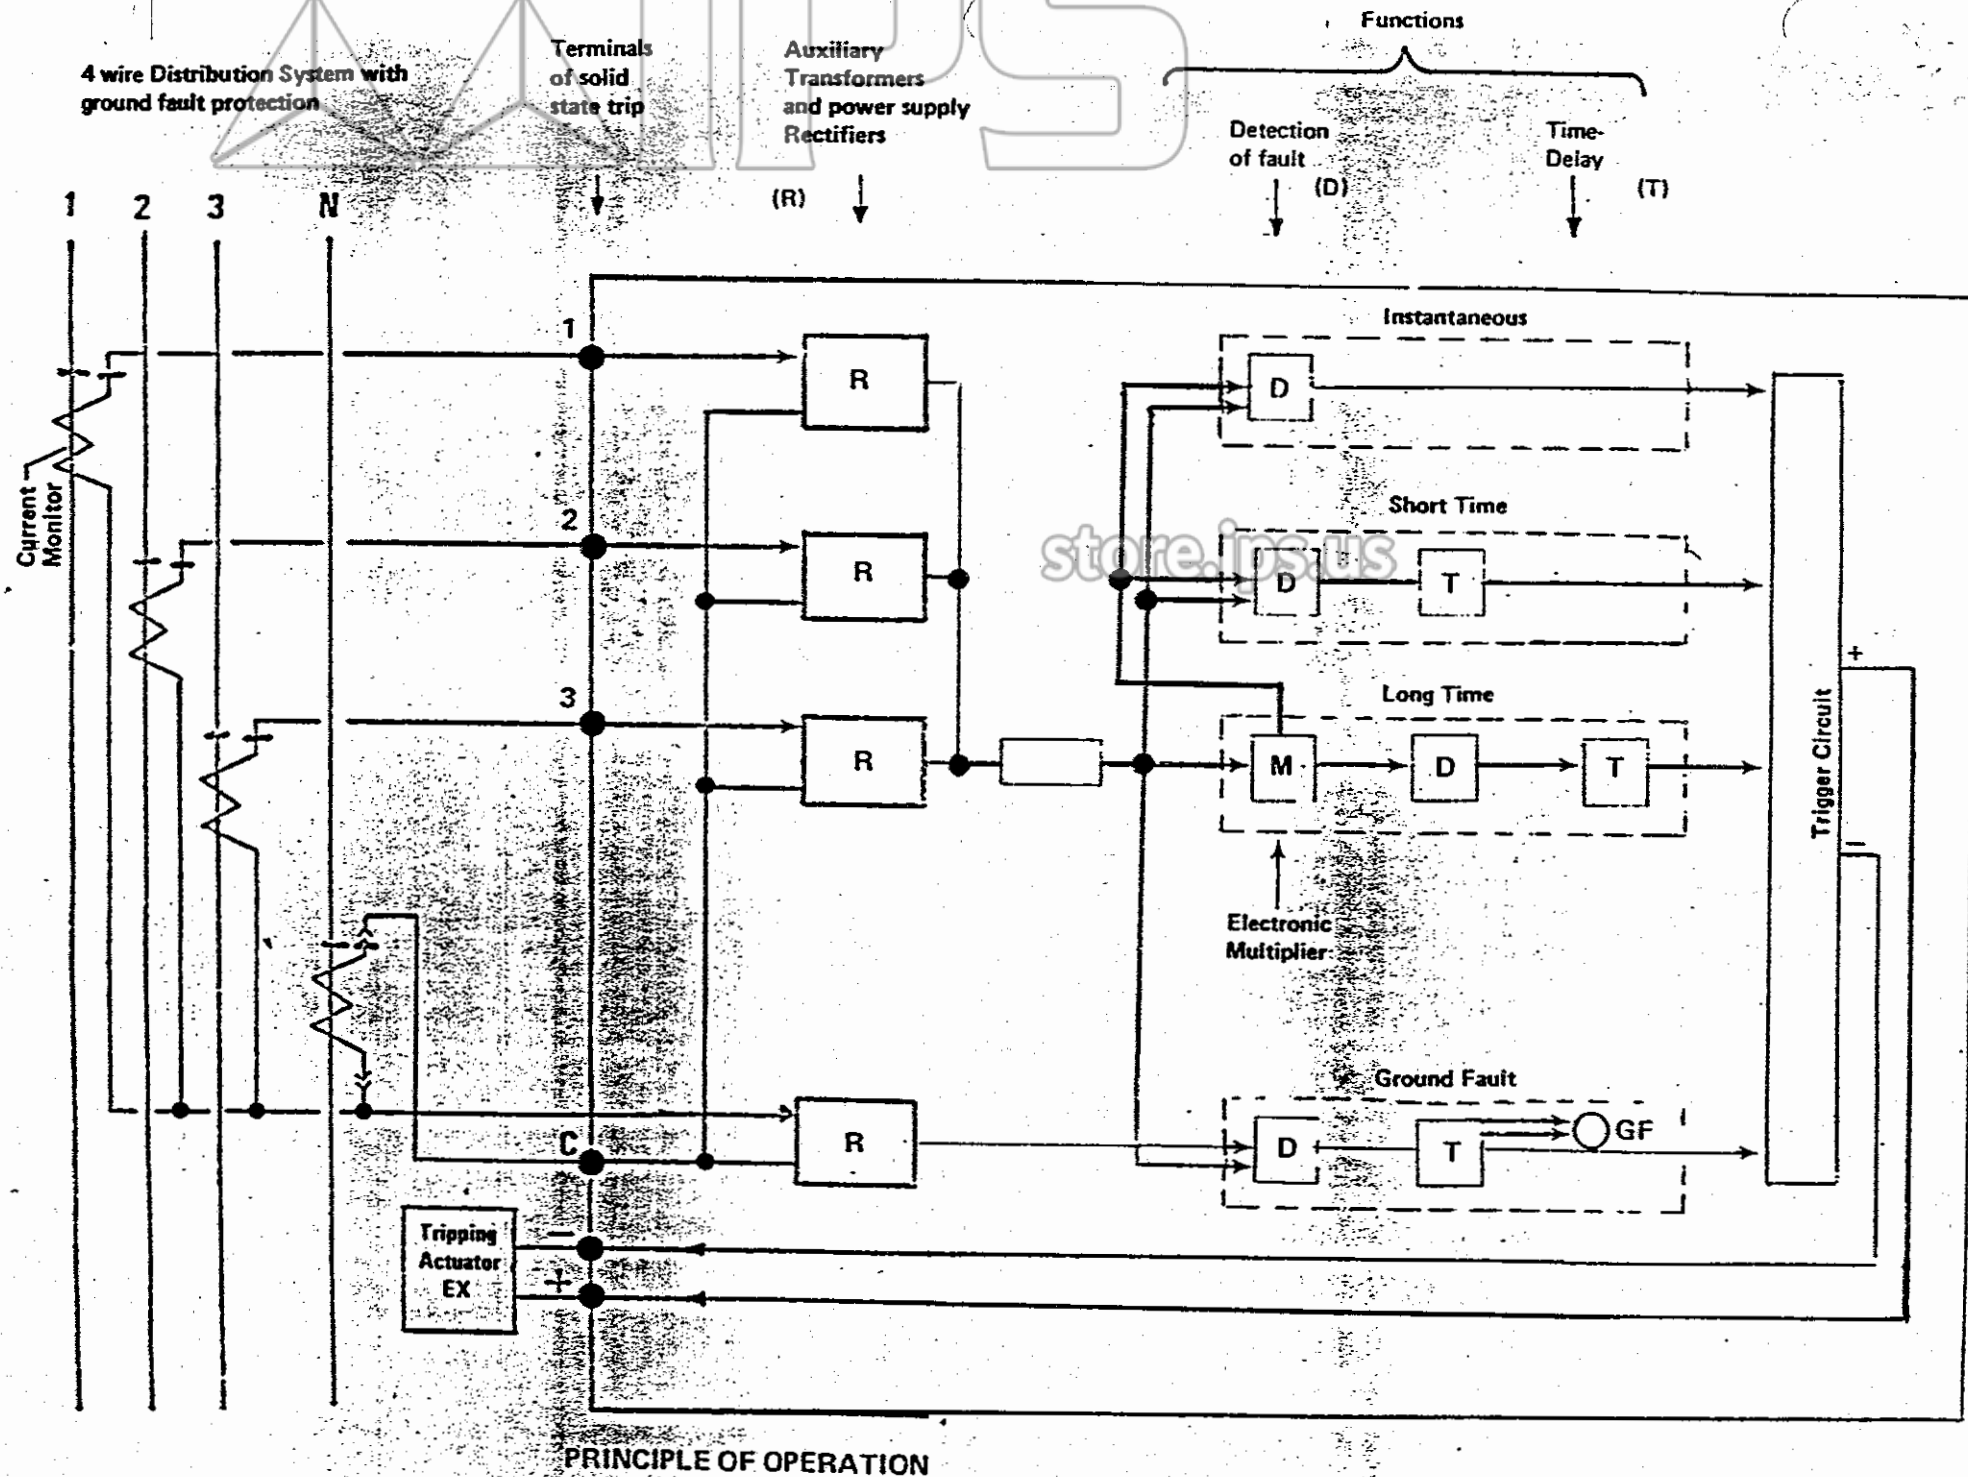 IPS
Functions
4 wire Distribution System with
ground fault protection
Terminals
of solid
state trip
Auxiliary
Transformers
and power supply
Rectifiers
Detection
of fault
Time-
Delay
(R)
(D)
(T)
1
2
3
N
1
R
Instantaneous
D
Current
Monitor
2
R
Short Time
D
T
store.ips.us
3
R
Long Time
M
D
T
Electronic
Multiplier
Trigger Circuit
+
−
Ground Fault
C
R
D
T
GF
Tripping
Actuator
EX
−
+
PRINCIPLE OF OPERATION